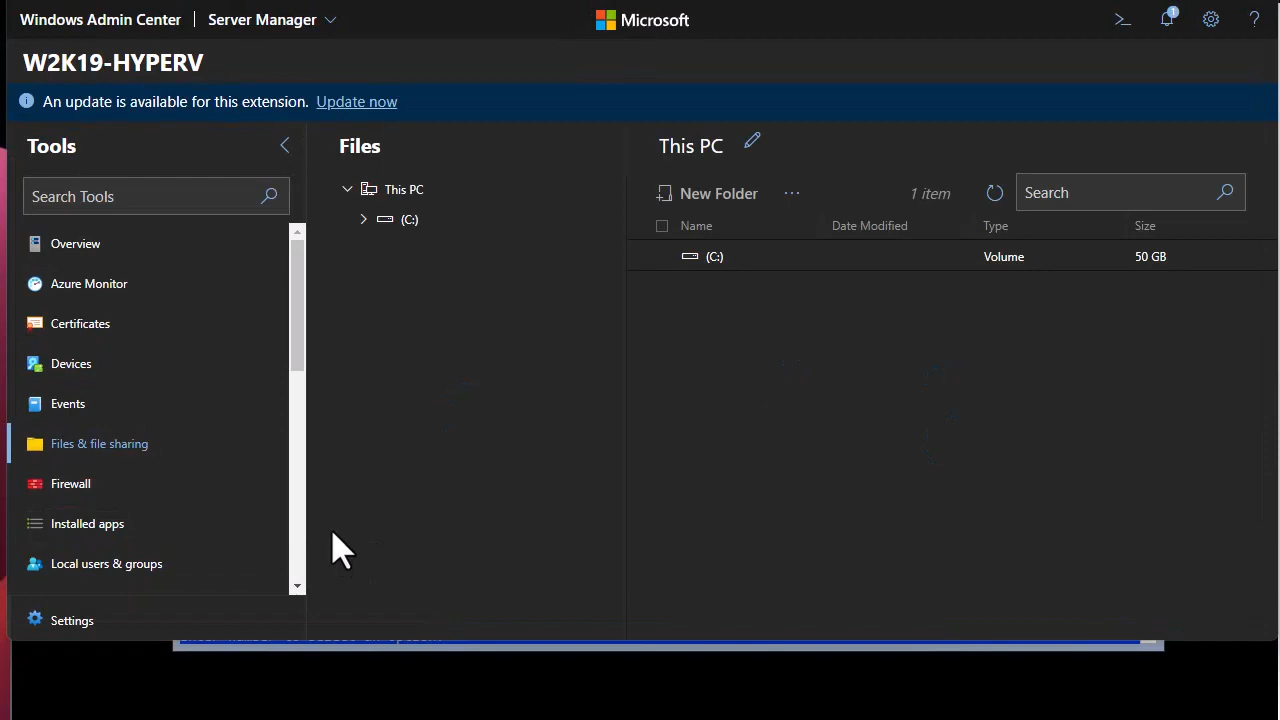 Windows Admin Center | Server Manager
Microsoft
1
?
W2K19-HYPERV
An update is available for this extension. Update now
Tools
Search Tools
Overview
Azure Monitor
Certificates
Devices
Events
Files & file sharing
Firewall
Installed apps
Local users & groups
Settings
Files
This PC
(C:)
This PC
New Folder ... 1 item Search
Name Date Modified Type Size
(C:) Volume 50 GB